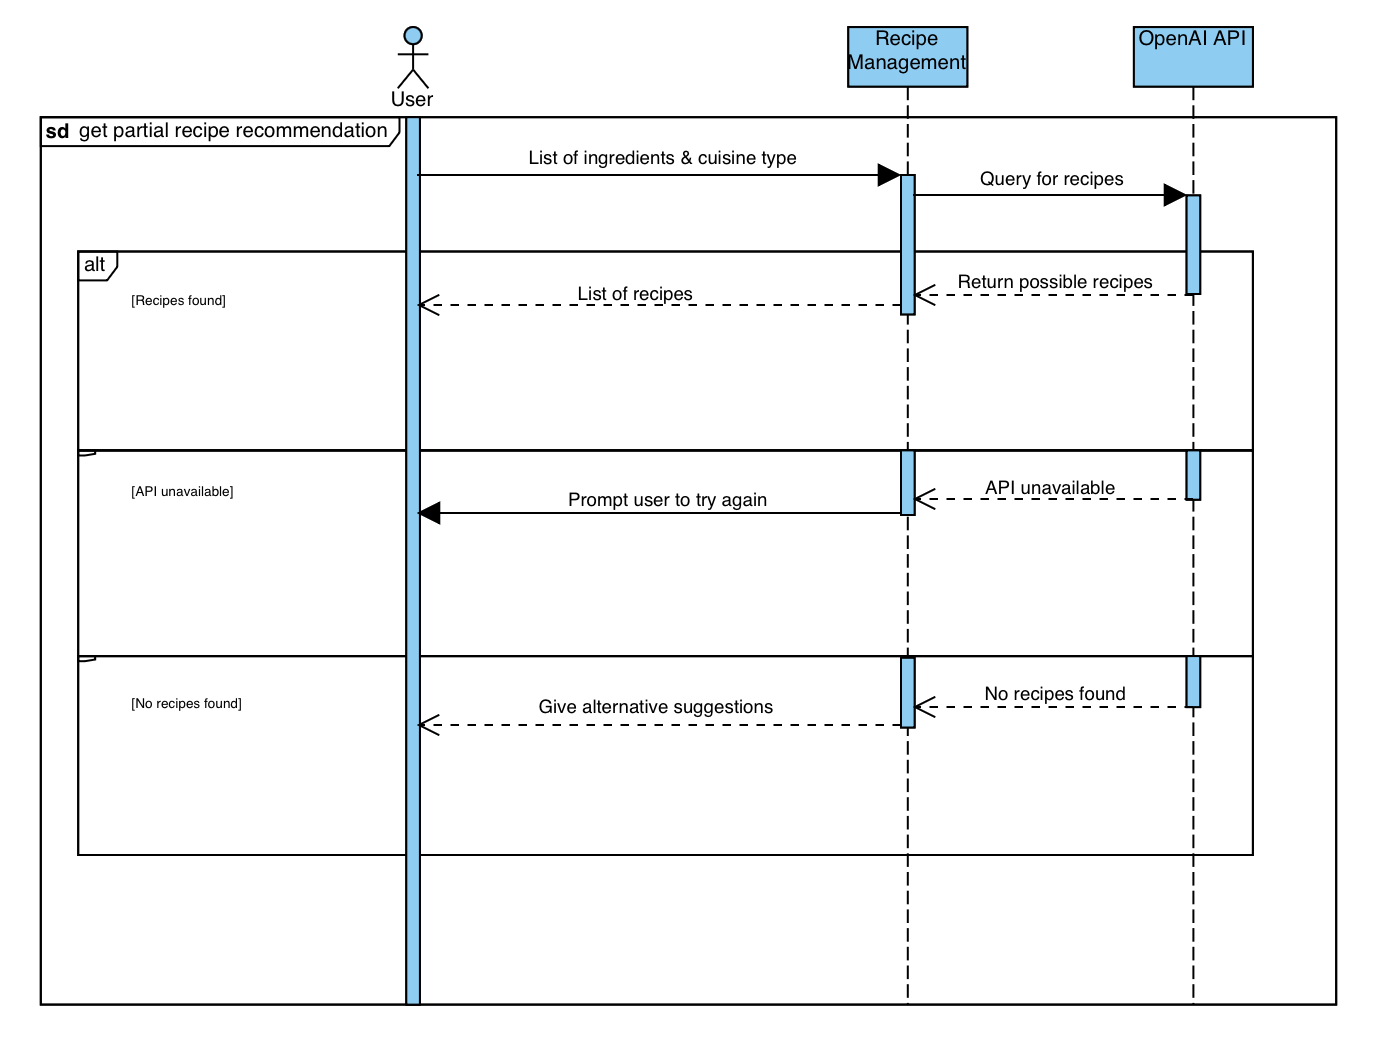 User
Recipe
Management
OpenAI API
sd get partial recipe recommendation
List of ingredients & cuisine type
Query for recipes
alt
[Recipes found]
List of recipes
Return possible recipes
[API unavailable]
Prompt user to try again
API unavailable
[No recipes found]
Give alternative suggestions
No recipes found